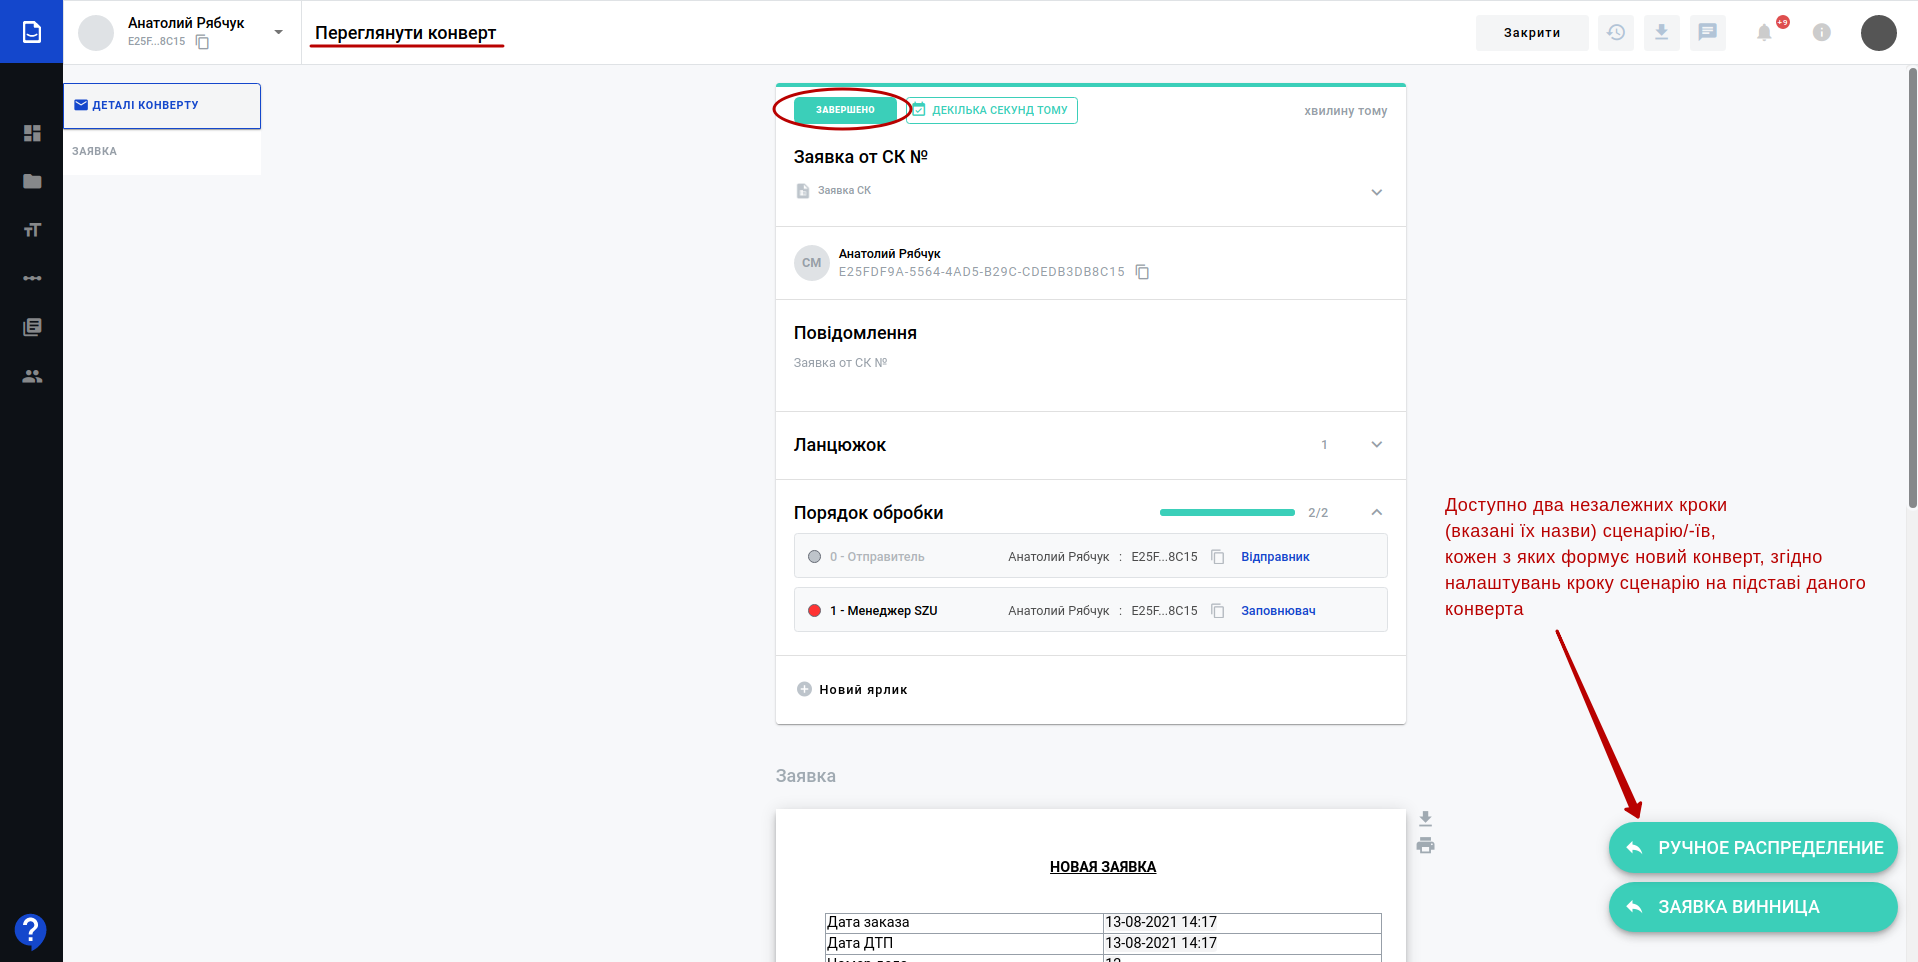 Анатолий Рябчук
E25F...8C15
Переглянути конверт
Закрити
+9
ДЕТАЛІ КОНВЕРТУ
ЗАЯВКА
ЗАВЕРШЕНО
ДЕКІЛЬКА СЕКУНД ТОМУ
хвилину тому
Заявка от СК №
Заявка СК
СМ
Анатолий Рябчук
E25FDF9A-5564-4AD5-B29C-CDEDB3DB8C15
Повідомлення
Заявка от СК №
Ланцюжок 1
Порядок обробки 2/2
0 - Отправитель Анатолий Рябчук : E25F...8C15 Відправник
1 - Менеджер SZU Анатолий Рябчук : E25F...8C15 Заповнювач
Новий ярлик
Доступно два незалежних кроки
(вказані їх назви) сценарію/-їв,
кожен з яких формує новий конверт, згідно
налаштувань кроку сценарію на підставі даного
конверта
Заявка
НОВАЯ ЗАЯВКА
Дата заказа 13-08-2021 14:17
Дата ДТП 13-08-2021 14:17
РУЧНОЕ РАСПРЕДЕЛЕНИЕ
ЗАЯВКА ВИННИЦА
?